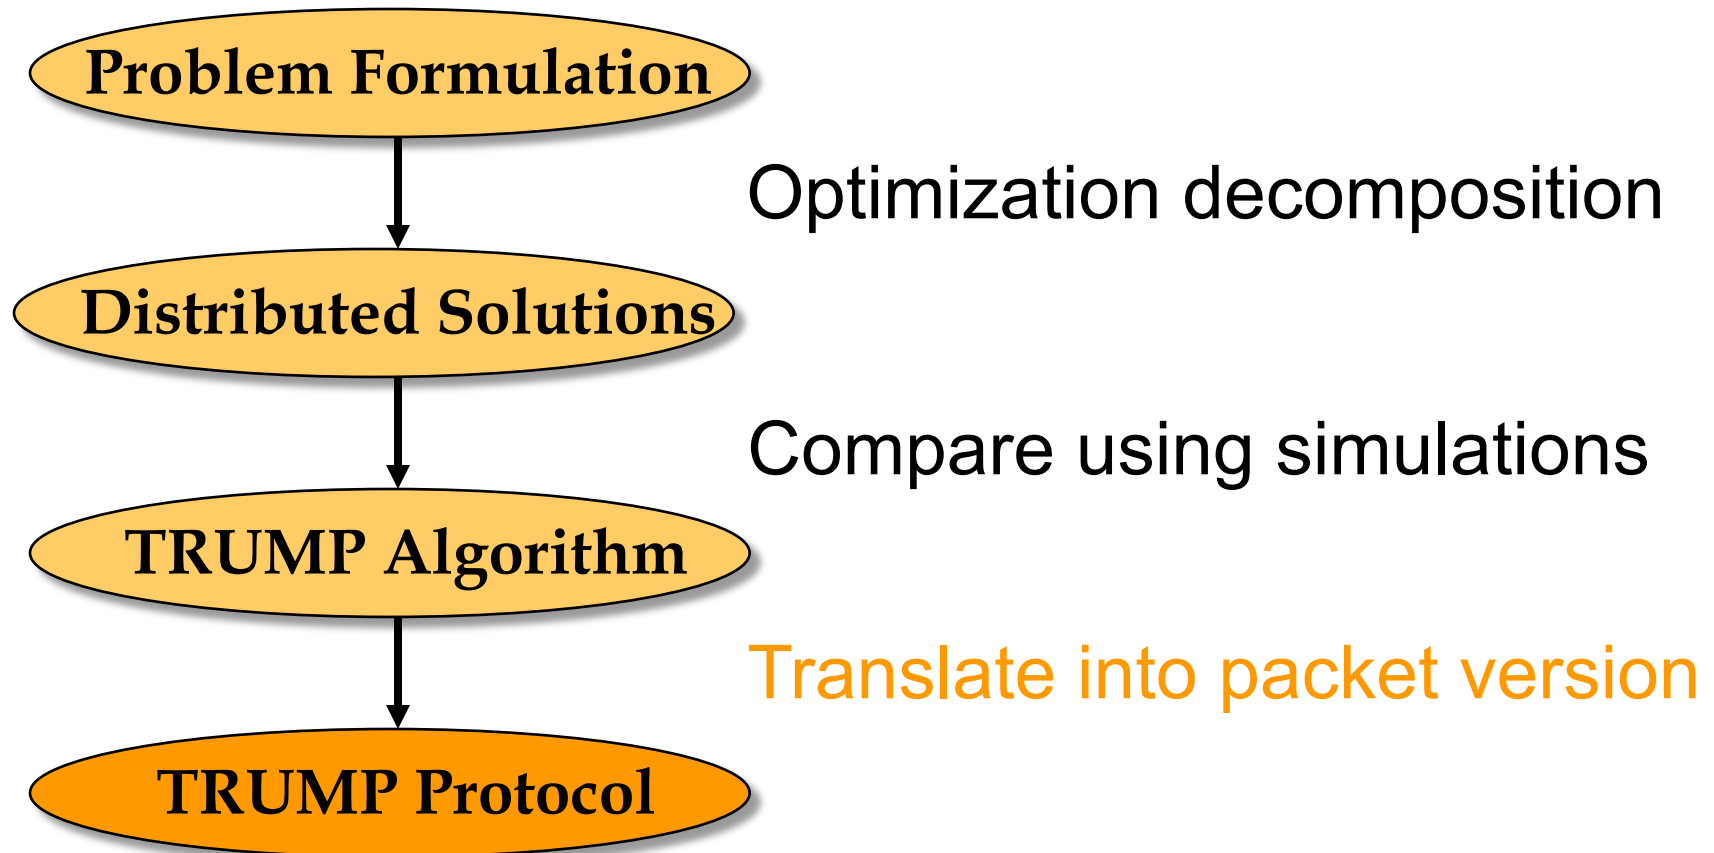 Problem Formulation
Optimization decomposition
Distributed Solutions
Compare using simulations
TRUMP Algorithm
Translate into packet version
TRUMP Protocol